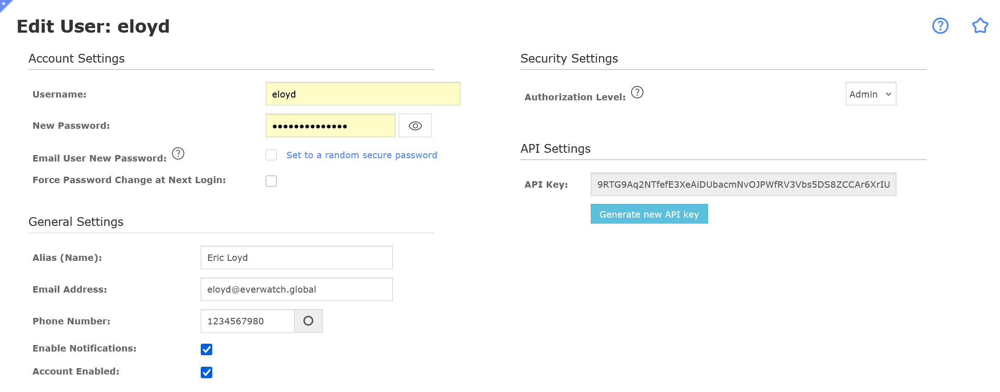 Edit User: eloyd
Account Settings
Username:
eloyd
New Password:
••••••••••••••
Email User New Password:
Set to a random secure password
Force Password Change at Next Login:
General Settings
Alias (Name):
Eric Loyd
Email Address:
eloyd@everwatch.global
Phone Number:
1234567980
Enable Notifications:
Account Enabled:
Security Settings
Authorization Level:
Admin
API Settings
API Key:
9RTG9Aq2NTfefE3XeAiDUbacmNvOJPWfRV3Vbs5DS8ZCCAr6XrIU
Generate new API key